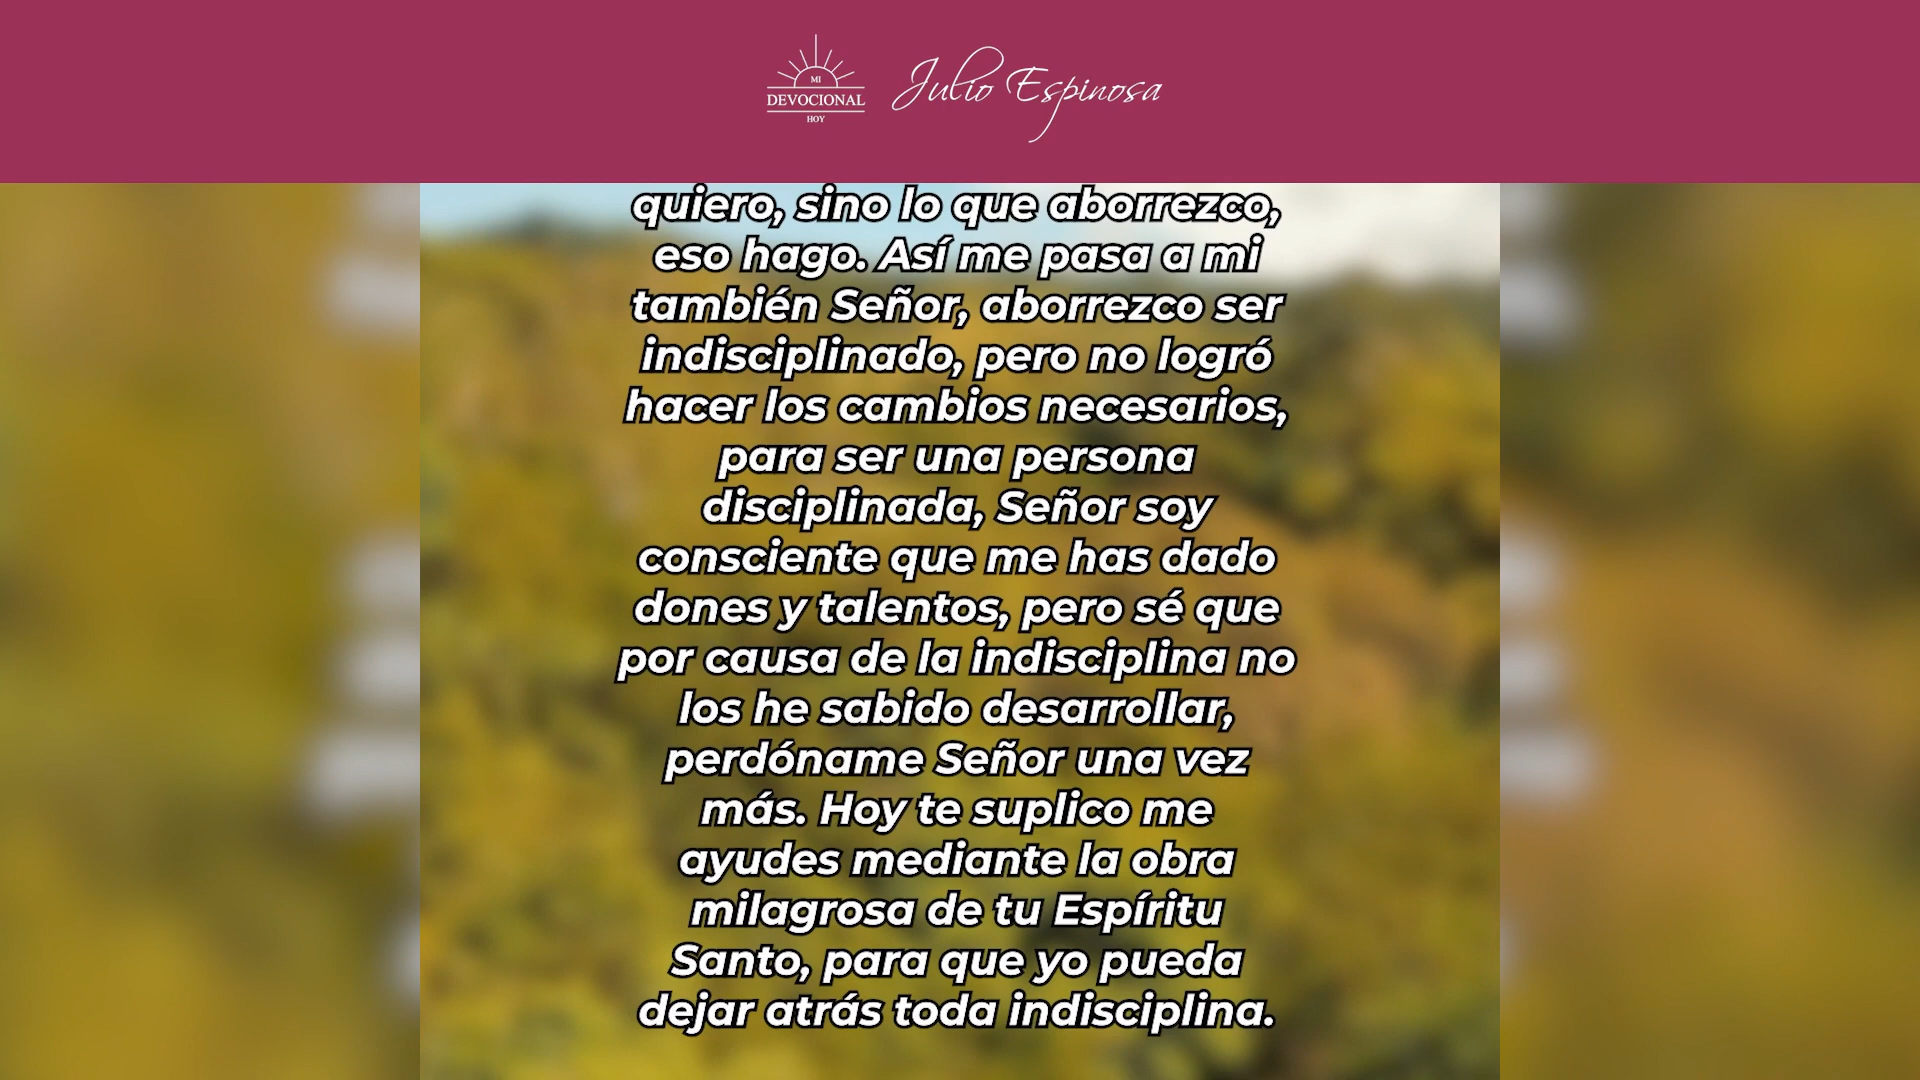 MI
DEVOCIONAL
HOY
Julio Espinosa
quiero, sino lo que aborrezco,
eso hago. Así me pasa a mi
también Señor, aborrezco ser
indisciplinado, pero no logró
hacer los cambios necesarios,
para ser una persona
disciplinada, Señor soy
consciente que me has dado
dones y talentos, pero sé que
por causa de la indisciplina no
los he sabido desarrollar,
perdóname Señor una vez
más. Hoy te suplico me
ayudes mediante la obra
milagrosa de tu Espíritu
Santo, para que yo pueda
dejar atrás toda indisciplina.